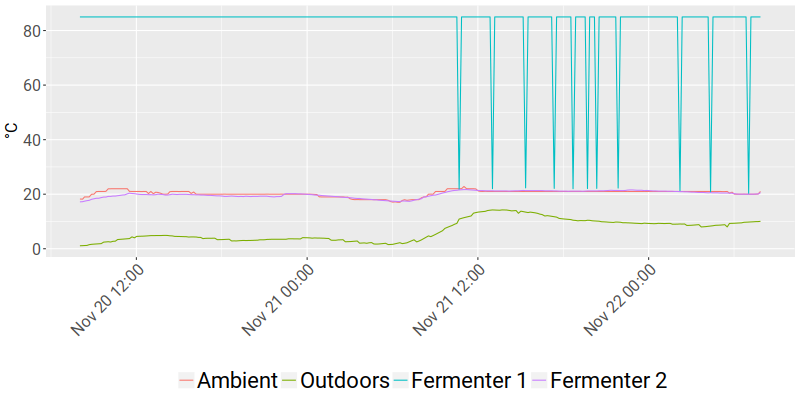 80
60
°C
40
20
0
Nov 20 12:00
Nov 21 00:00
Nov 21 12:00
Nov 22 00:00
Ambient Outdoors Fermenter 1 Fermenter 2